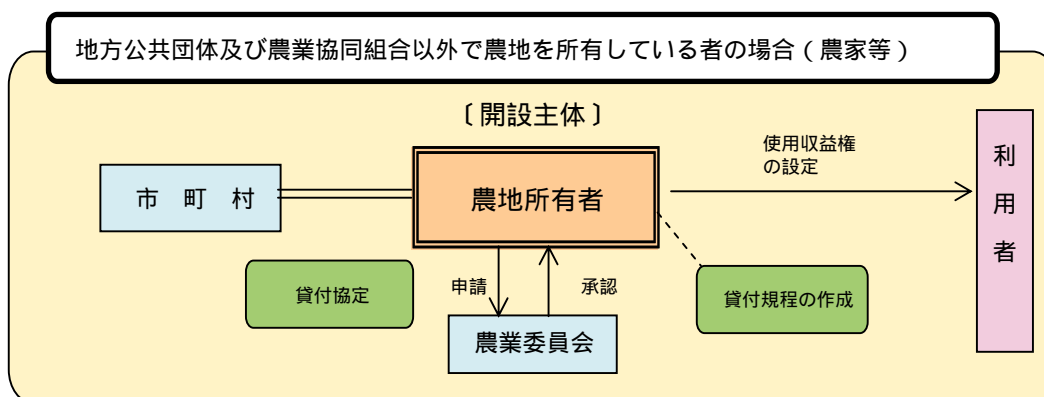 地方公共団体及び農業協同組合以外で農地を所有している者の場合（農家等）
〔開設主体〕
市 町 村
農地所有者
使用収益権
の設定
利用者
貸付協定
申請
承認
貸付規程の作成
農業委員会